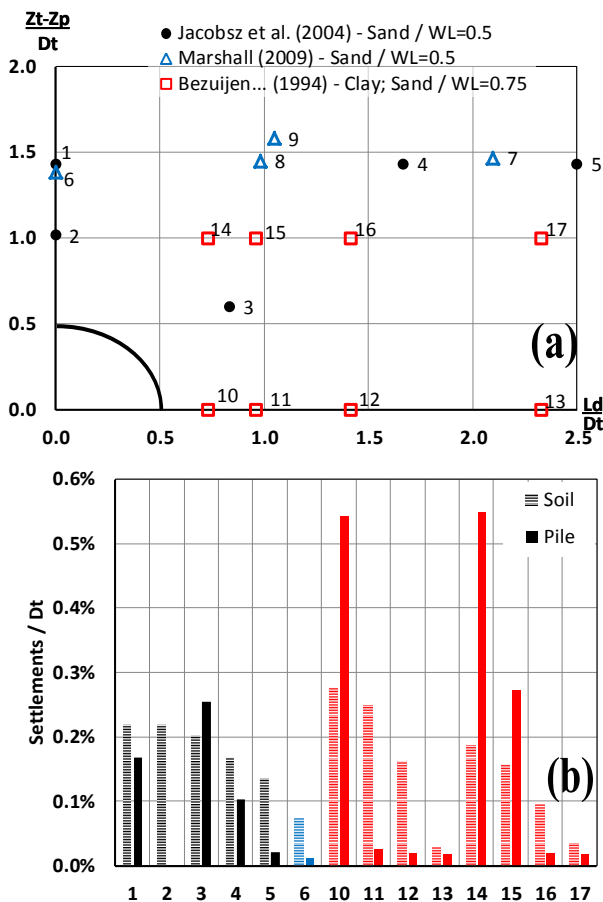 Zt-Zp
Dt
Jacobsz et al. (2004) - Sand / WL=0.5
Marshall (2009) - Sand / WL=0.5
Bezuijen... (1994) - Clay; Sand / WL=0.75
2.0
9
1.5
1
4
5
6
8
7
14
15
16
17
1.0
2
3
0.5
(a)
10
11
12
13
Ld
Dt
0.0
0.0
0.5
1.0
1.5
2.0
2.5
0.6%
Soil
Pile
0.5%
0.4%
0.3%
0.2%
0.1%
0.0%
Settlements / Dt
(b)
1 2 3 4 5 6 10 11 12 13 14 15 16 17